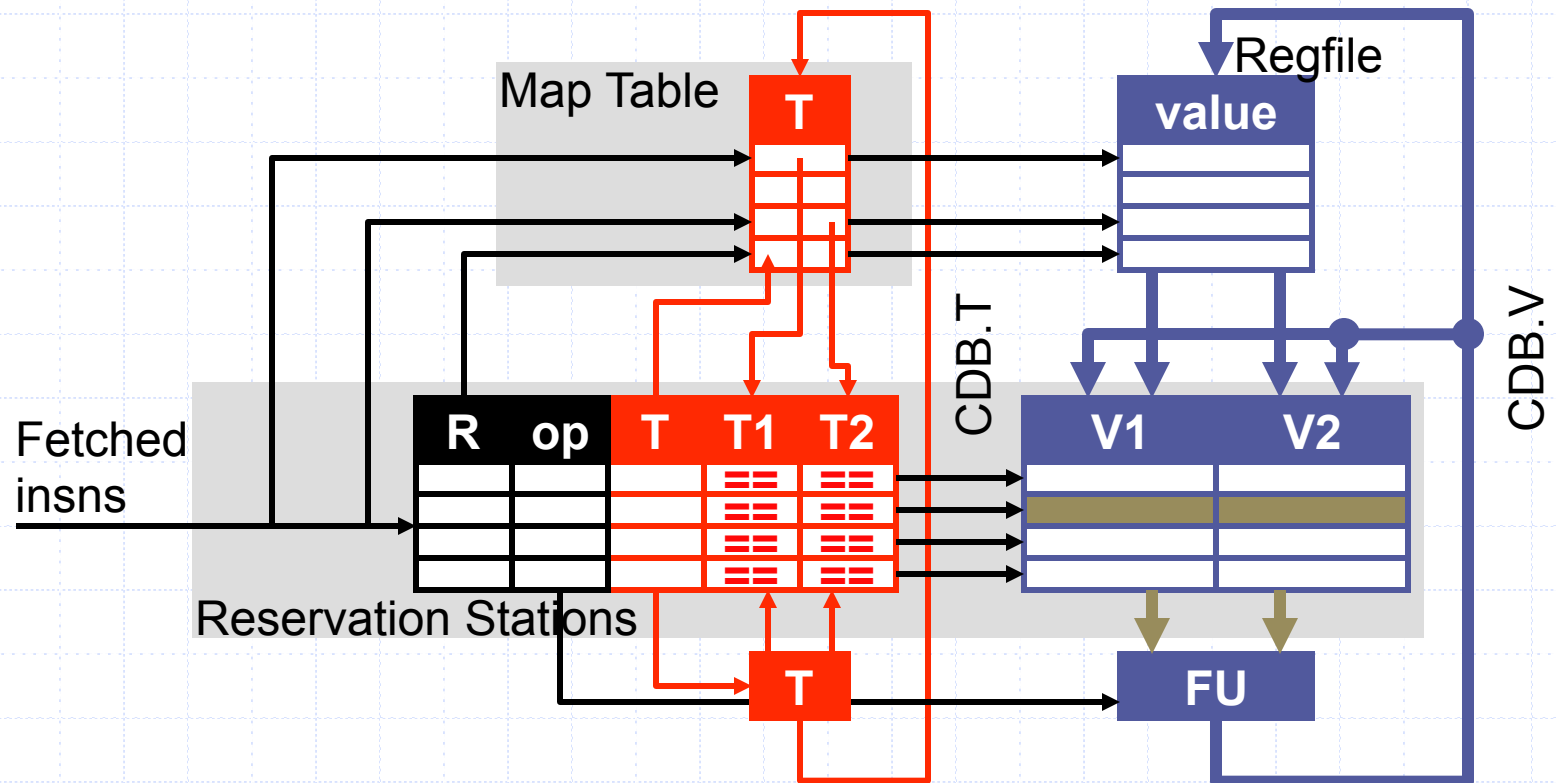 Regfile
Map Table
T
value
CDB.T
CDB.V
Fetched
insns
R op T T1 T2
V1 V2
== ==
== ==
== ==
== ==
Reservation Stations
T
FU